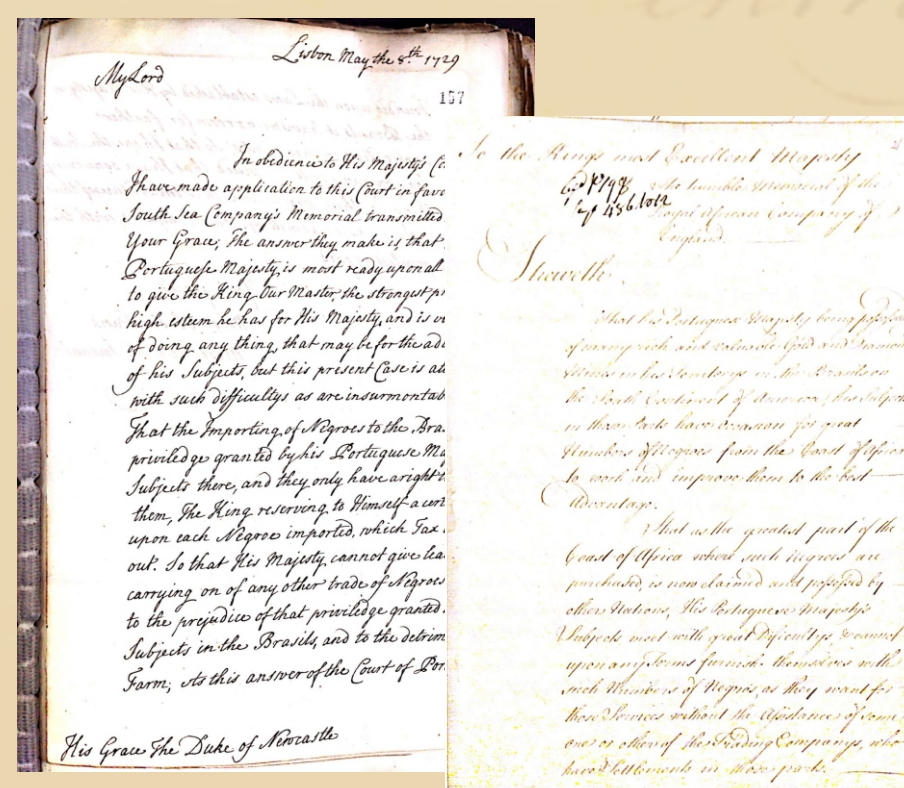 Lisbon May the 8th 1729
My Lord
157
In obedience to His Majesty's
I have made application to this Court in favo
South Sea Company's Memorial transmitted
Your Grace, The answer they make is that
Portuguese Majesty, is most ready upon all
to give the King Our Master the strongest pr
high esteem he has for His Majesty, and is
of doing any thing, that may be for the ad
of his Subjects, but this present Case is at
with such difficultys as are insurmontab
That the Importing of Negroes to the Bra
priviledge granted by his Portuguese Ma
Subjects there, and they only have a right
them, The King reserving to Himself a cert
upon each Negroe imported, which Tax
out. So that His Majesty, cannot give lea
carrying on of any other trade of Negroes
to the prejudice of that priviledge granted
Subjects in the Brasils, and to the detrim
Farm; As this answer of the Court of Por
His Grace The Duke of Newcastle
To the Kings most Excellent Majesty
The humble Memorial of the
Royal African Company of
England.
Sheweth
That his Portuguese Majesty being possess
of many rich and valuable Gold and Diamon
Mines in his Territorys in the Brazils on
the South Continent of America; his Subjects
in those Parts have occasion for great
Numbers of Negroes from the Coast of Africa
to work and improve them to the best
Advantage.
That as the greatest part of the
Coast of Africa where such negroes are
purchased, is now claimed and possessed by
other Nations, His Portuguese Majesty's
Subjects meet with great Difficultys & cannot
upon any Terms furnish themselves with
such Numbers of Negroes, as they want for
those Services without the Assistance of some
one or other of the Trading Companys, who
have Settlements in those parts.